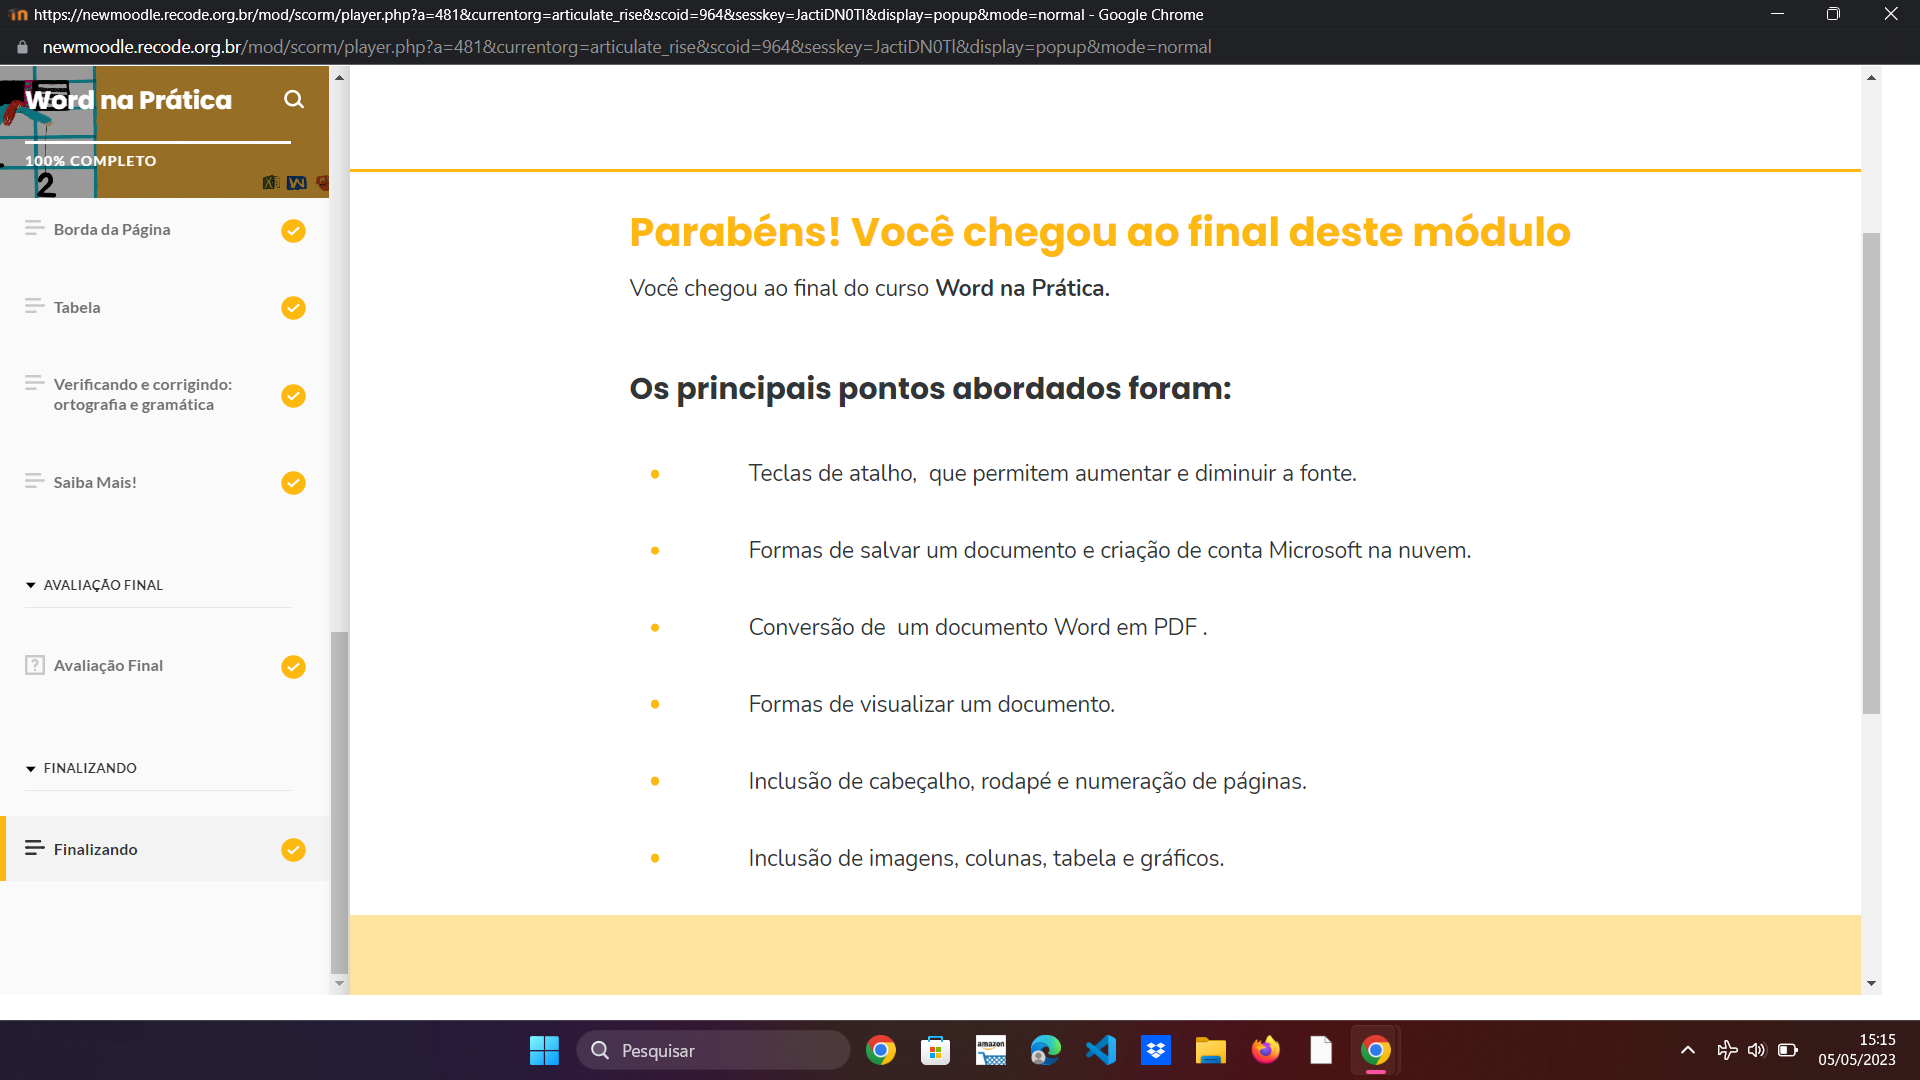 https://newmoodle.recode.org.br/mod/scorm/player.php?a=481&currentorg=articulate_rise&scoid=964&sesskey=JactiDN0Tl&display=popup&mode=normal - Google Chrome
newmoodle.recode.org.br/mod/scorm/player.php?a=481&currentorg=articulate_rise&scoid=964&sesskey=JactiDN0Tl&display=popup&mode=normal
Word na Prática
100% COMPLETO
2
Borda da Página
Tabela
Verificando e corrigindo:
ortografia e gramática
Saiba Mais!
AVALIAÇÃO FINAL
Avaliação Final
FINALIZANDO
Finalizando
Parabéns! Você chegou ao final deste módulo
Você chegou ao final do curso Word na Prática.
Os principais pontos abordados foram:
Teclas de atalho,  que permitem aumentar e diminuir a fonte.
Formas de salvar um documento e criação de conta Microsoft na nuvem.
Conversão de  um documento Word em PDF .
Formas de visualizar um documento.
Inclusão de cabeçalho, rodapé e numeração de páginas.
Inclusão de imagens, colunas, tabela e gráficos.
Pesquisar
amazon
15:15
05/05/2023